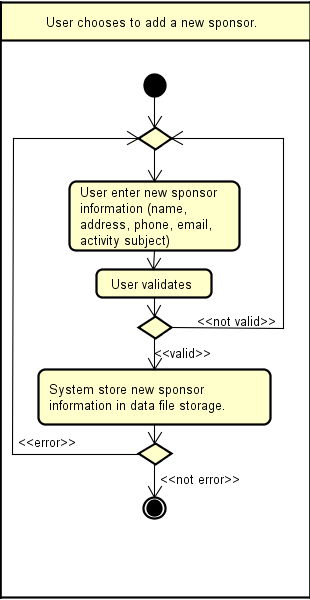 User chooses to add a new sponsor.
User enter new sponsor
information (name,
address, phone, email,
activity subject)
User validates
<<not valid>>
<<valid>>
System store new sponsor
information in data file storage.
<<error>>
<<not error>>